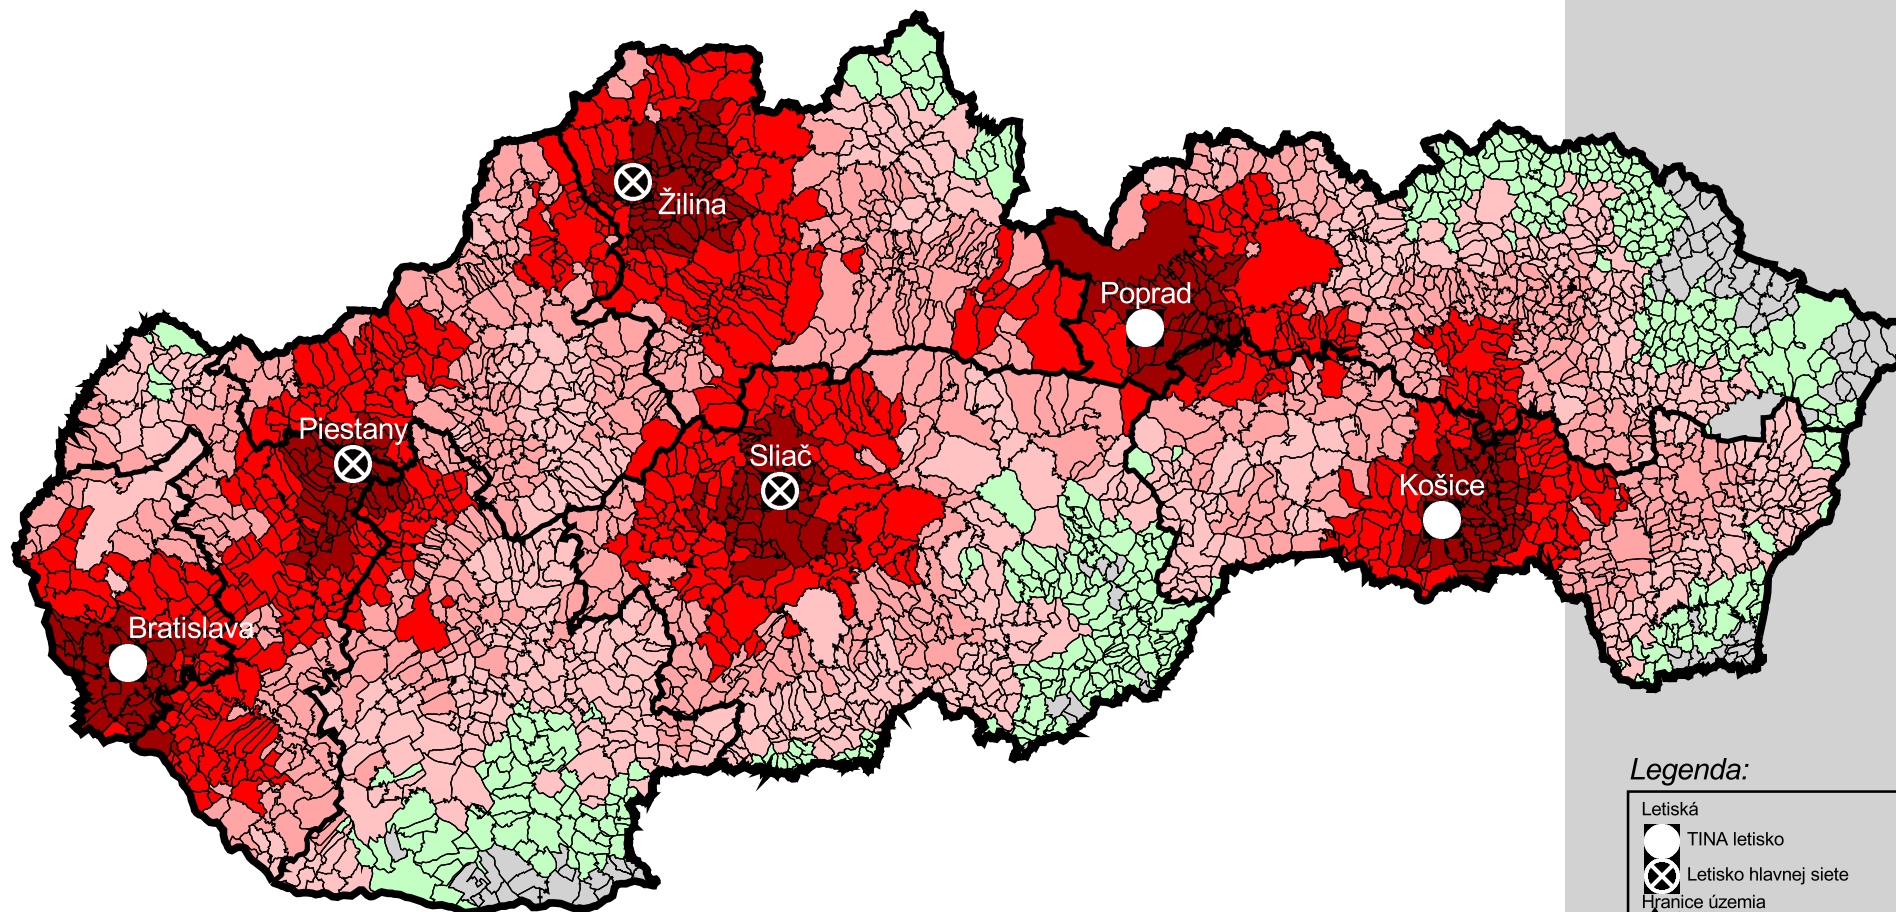 Žilina
Poprad
Piestany
Sliač
Košice
Bratislava
Legenda:
Letiská
TINA letisko
Letisko hlavnej siete
Hranice územia